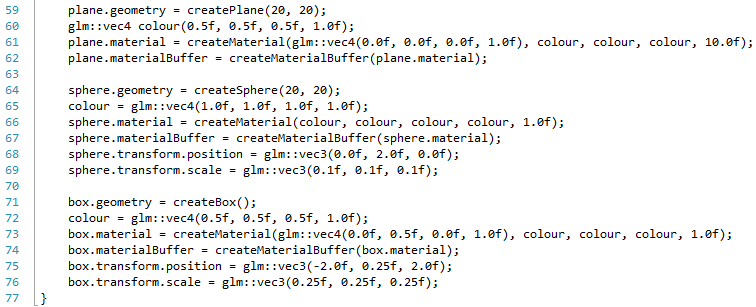 59 plane.geometry = createPlane(20, 20);
60 glm::vec4 colour(0.5f, 0.5f, 0.5f, 1.0f);
61 plane.material = createMaterial(glm::vec4(0.0f, 0.0f, 0.0f, 1.0f), colour, colour, colour, 10.0f);
62 plane.materialBuffer = createMaterialBuffer(plane.material);
63
64 sphere.geometry = createSphere(20, 20);
65 colour = glm::vec4(1.0f, 1.0f, 1.0f, 1.0f);
66 sphere.material = createMaterial(colour, colour, colour, colour, 1.0f);
67 sphere.materialBuffer = createMaterialBuffer(sphere.material);
68 sphere.transform.position = glm::vec3(0.0f, 2.0f, 0.0f);
69 sphere.transform.scale = glm::vec3(0.1f, 0.1f, 0.1f);
70
71 box.geometry = createBox();
72 colour = glm::vec4(0.5f, 0.5f, 0.5f, 1.0f);
73 box.material = createMaterial(glm::vec4(0.0f, 0.5f, 0.0f, 1.0f), colour, colour, colour, 1.0f);
74 box.materialBuffer = createMaterialBuffer(box.material);
75 box.transform.position = glm::vec3(-2.0f, 0.25f, 2.0f);
76 box.transform.scale = glm::vec3(0.25f, 0.25f, 0.25f);
77 }